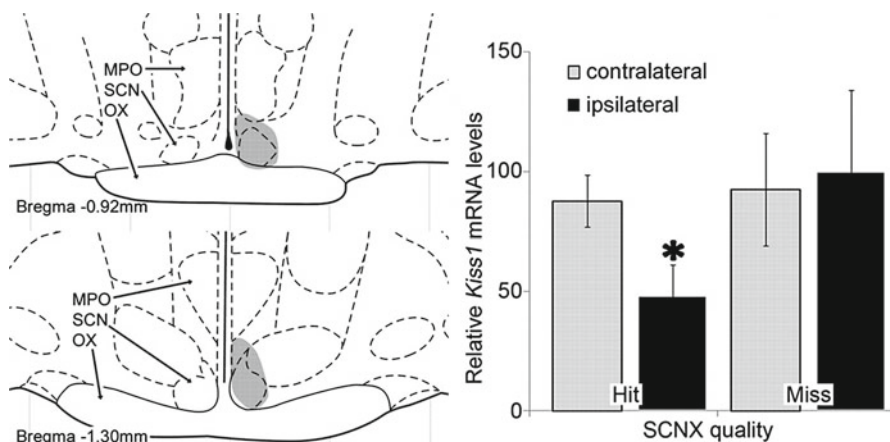 MPO
SCN
OX
Bregma -0.92mm
MPO
SCN
OX
Bregma -1.30mm
Relative Kiss1 mRNA levels
150
100
50
0
contralateral
ipsilateral
*
Hit
Miss
SCNX quality